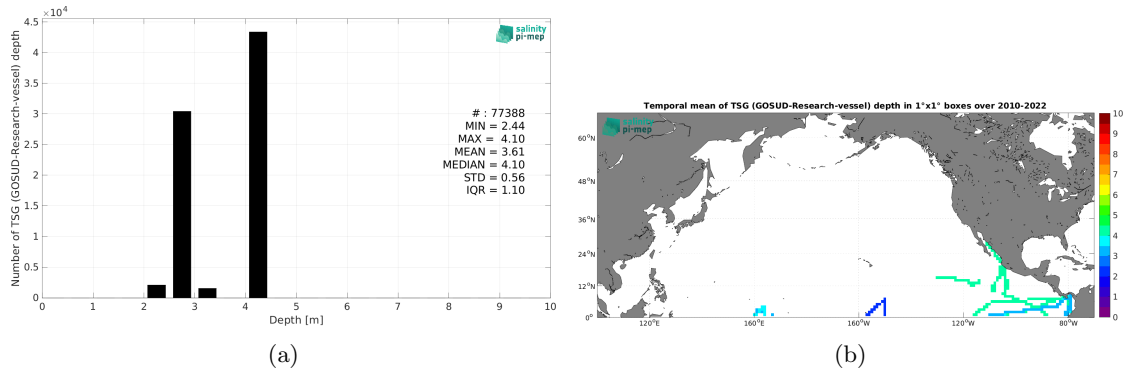 ×10⁴
4.5
4
3.5
3
2.5
2
1.5
1
0.5
0
Number of TSG (GOSUD-Research-vessel) depth
salinity
pi-mep
# : 77388
MIN = 2.44
MAX = 4.10
MEAN = 3.61
MEDIAN = 4.10
STD = 0.56
IQR = 1.10
0 1 2 3 4 5 6 7 8 9 10
Depth [m]
(a)
Temporal mean of TSG (GOSUD-Research-vessel) depth in 1°x1° boxes over 2010-2022
salinity
pi-mep
60°N
48°N
36°N
24°N
12°N
0°
120°E 160°E 160°W 120°W 80°W
10
9
8
7
6
5
4
3
2
1
0
(b)